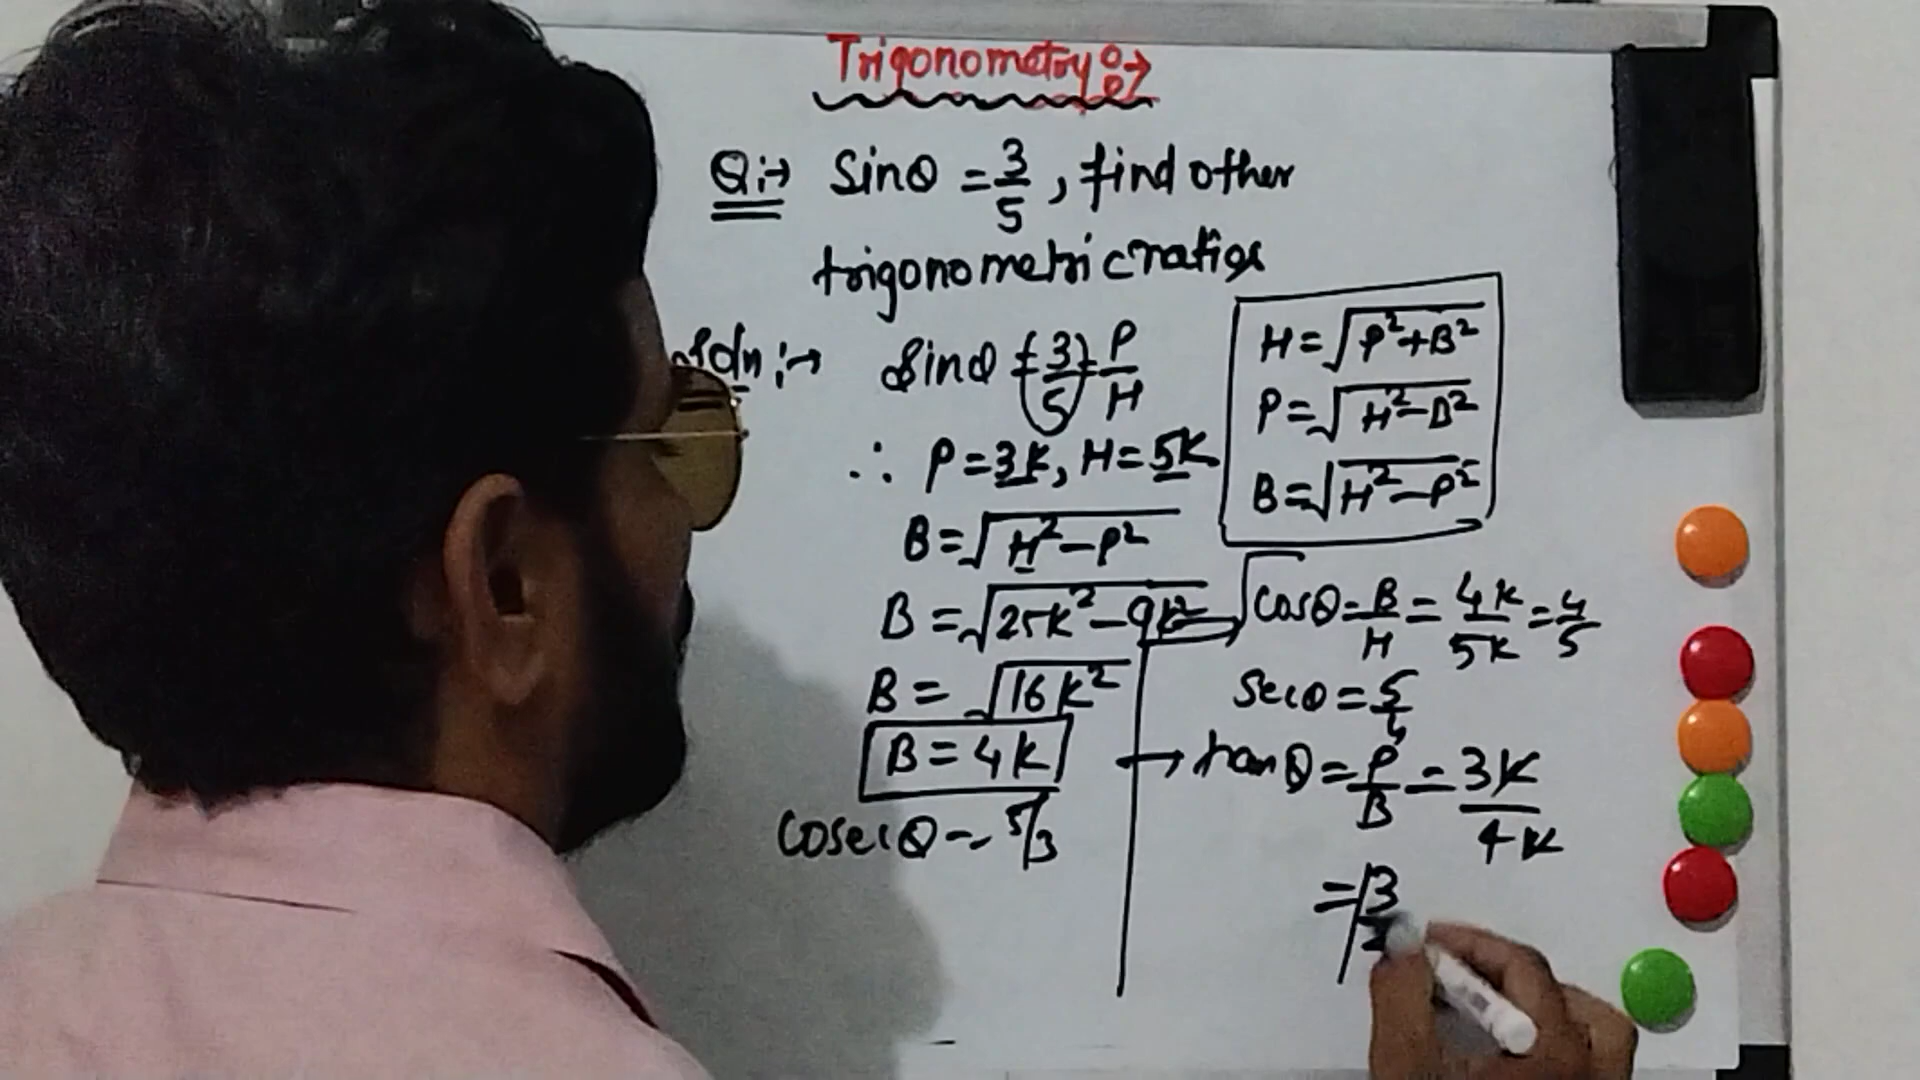 Trigonometry :→
Q:→ Sinθ = 3/5, find other
trigonometric ratios
Soln :→ Sinθ = (3/5) = P/H
∴ P = 3K, H = 5K
B = √H² - P²
B = √25K² - 9K²
B = √16K²
B = 4K
Cosecθ = 5/3
H = √P² + B²
P = √H² - B²
B = √H² - P²
Cosθ = B/H = 4K/5K = 4/5
Secθ = 5/4
→ tanθ = P/B = 3K/4K
= 3